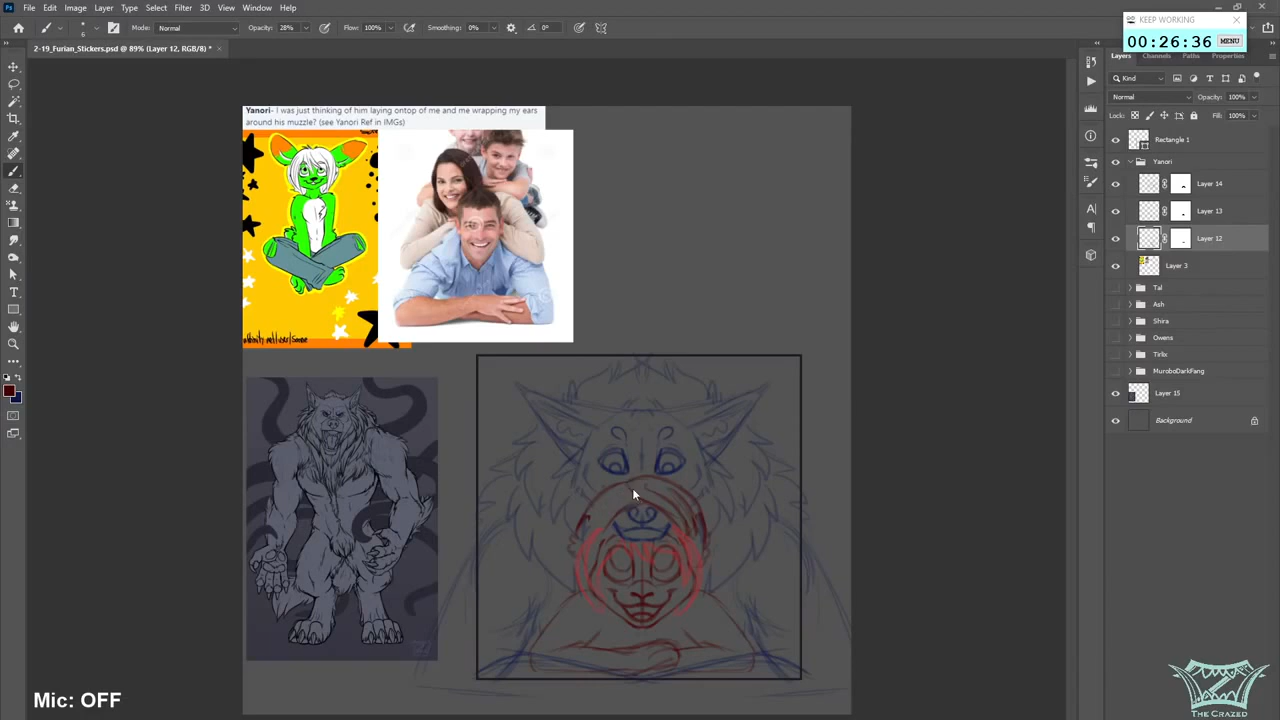 File Edit Image Layer Type Select Filter 3D View Window Help
KEEP WORKING
00:26:36 MENU
Mode: Normal Opacity: 28% Flow: 100% Smoothing: 0% 0°
2-19_Furian_Stickers.psd @ 89% (Layer 12, RGB/8) *
Layers Channels Paths Properties
Kind
Normal Opacity: 100%
Lock: Fill: 100%
Rectangle 1
Yanori
Layer 14
Layer 13
Layer 12
Layer 3
Tal
Ash
Shira
Owens
Tirlix
MuroboDarkFang
Layer 15
Background
Yanori- I was just thinking of him laying ontop of me and me wrapping my ears
around his muzzle? (see Yanori Ref in IMGs)
Mic: OFF
THE CRAZED